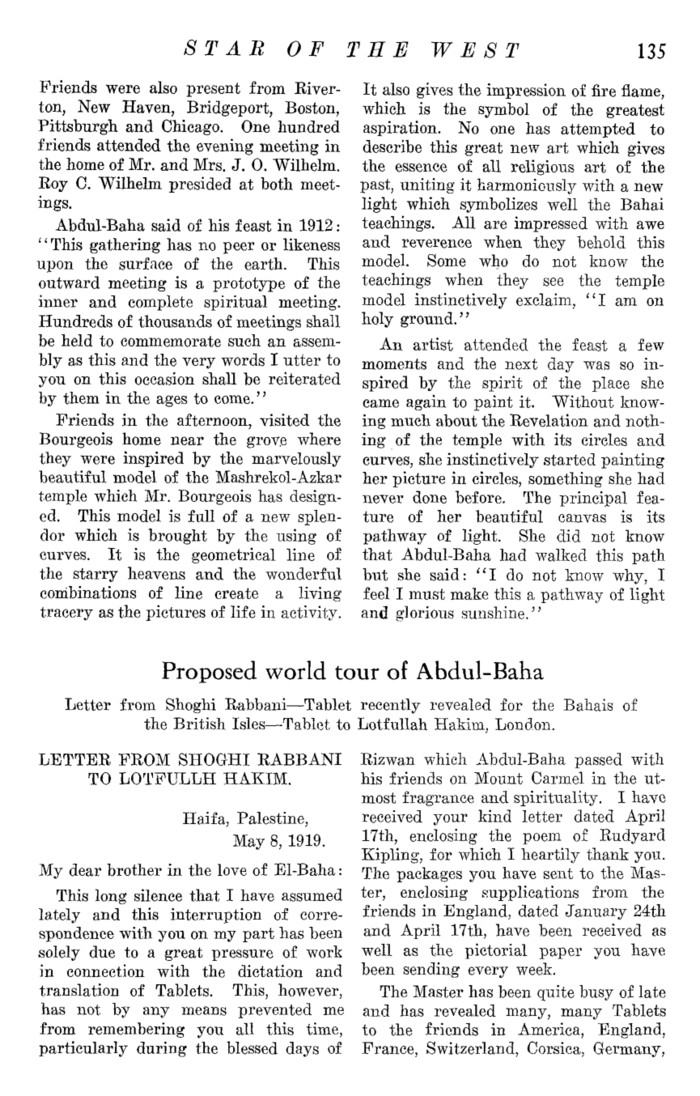 STAR OF THE WEST 135
Friends were also present from River-
ton, New Haven, Bridgeport, Boston,
Pittsburgh and Chicago. One hundred
friends attended the evening meeting in
the home of Mr. and Mrs. J. O. Wilhelm.
Roy C. Wilhelm presided at both meet-
ings.
Abdul-Baha said of his feast in 1912:
"This gathering has no peer or likeness
upon the surface of the earth. This
outward meeting is a prototype of the
inner and complete spiritual meeting.
Hundreds of thousands of meetings shall
be held to commemorate such an assem-
bly as this and the very words I utter to
you on this occasion shall be reiterated
by them in the ages to come."
Friends in the afternoon, visited the
Bourgeois home near the grove where
they were inspired by the marvelously
beautiful model of the Mashrekol-Azkar
temple which Mr. Bourgeois has design-
ed. This model is full of a new splen-
dor which is brought by the using of
curves. It is the geometrical line of
the starry heavens and the wonderful
combinations of line create a living
tracery as the pictures of life in activity.
It also gives the impression of fire flame,
which is the symbol of the greatest
aspiration. No one has attempted to
describe this great new art which gives
the essence of all religious art of the
past, uniting it harmoniously with a new
light which symbolizes well the Bahai
teachings. All are impressed with awe
and reverence when they behold this
model. Some who do not know the
teachings when they see the temple
model instinctively exclaim, "I am on
holy ground."
An artist attended the feast a few
moments and the next day was so in-
spired by the spirit of the place she
came again to paint it. Without know-
ing much about the Revelation and noth-
ing of the temple with its circles and
curves, she instinctively started painting
her picture in circles, something she had
never done before. The principal fea-
ture of her beautiful canvas is its
pathway of light. She did not know
that Abdul-Baha had walked this path
but she said: "I do not know why, I
feel I must make this a pathway of light
and glorious sunshine."
Proposed world tour of Abdul-Baha
Letter from Shoghi Rabbani—Tablet recently revealed for the Bahais of
the British Isles—Tablet to Lotfullah Hakim, London.
LETTER FROM SHOGHI RABBANI
TO LOTFULLH HAKIM.
Haifa, Palestine,
May 8, 1919.
My dear brother in the love of El-Baha:
This long silence that I have assumed
lately and this interruption of corre-
spondence with you on my part has been
solely due to a great pressure of work
in connection with the dictation and
translation of Tablets. This, however,
has not by any means prevented me
from remembering you all this time,
particularly during the blessed days of
Rizwan which Abdul-Baha passed with
his friends on Mount Carmel in the ut-
most fragrance and spirituality. I have
received your kind letter dated April
17th, enclosing the poem of Rudyard
Kipling, for which I heartily thank you.
The packages you have sent to the Mas-
ter, enclosing supplications from the
friends in England, dated January 24th
and April 17th, have been received as
well as the pictorial paper you have
been sending every week.
The Master has been quite busy of late
and has revealed many, many Tablets
to the friends in America, England,
France, Switzerland, Corsica, Germany,